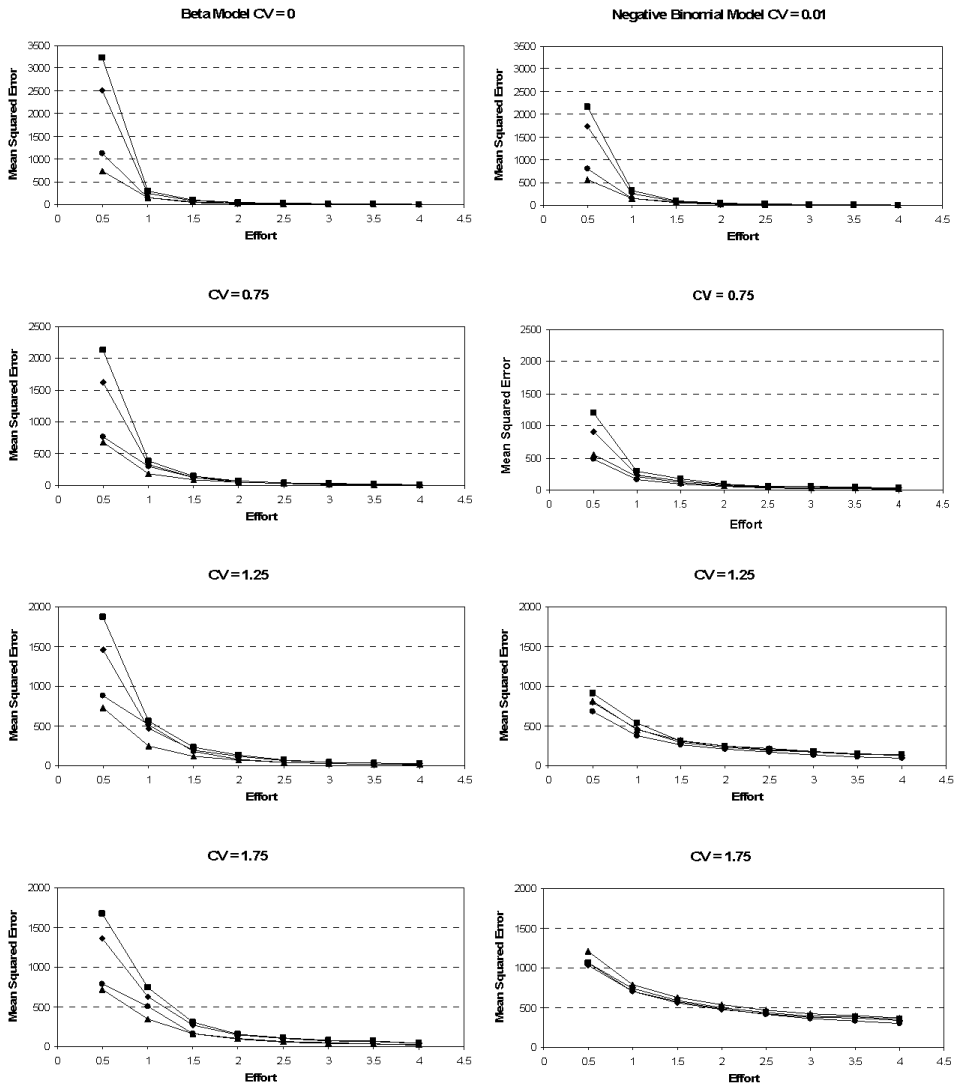 Beta Model CV = 0
Mean Squared Error
3500
3000
2500
2000
1500
1000
500
0
0 0.5 1 1.5 2 2.5 3 3.5 4 4.5
Effort
Negative Binomial Model CV = 0.01
Mean Squared Error
3500
3000
2500
2000
1500
1000
500
0
0 0.5 1 1.5 2 2.5 3 3.5 4 4.5
Effort
CV = 0.75
Mean Squared Error
2500
2000
1500
1000
500
0
0 0.5 1 1.5 2 2.5 3 3.5 4 4.5
Effort
CV = 0.75
Mean Squared Error
2500
2000
1500
1000
500
0
0 0.5 1 1.5 2 2.5 3 3.5 4 4.5
Effort
CV = 1.25
Mean Squared Error
2000
1500
1000
500
0
0 0.5 1 1.5 2 2.5 3 3.5 4 4.5
Effort
CV = 1.25
Mean Squared Error
2000
1500
1000
500
0
0 0.5 1 1.5 2 2.5 3 3.5 4 4.5
Effort
CV = 1.75
Mean Squared Error
2000
1500
1000
500
0
0 0.5 1 1.5 2 2.5 3 3.5 4 4.5
Effort
CV = 1.75
Mean Squared Error
2000
1500
1000
500
0
0 0.5 1 1.5 2 2.5 3 3.5 4 4.5
Effort